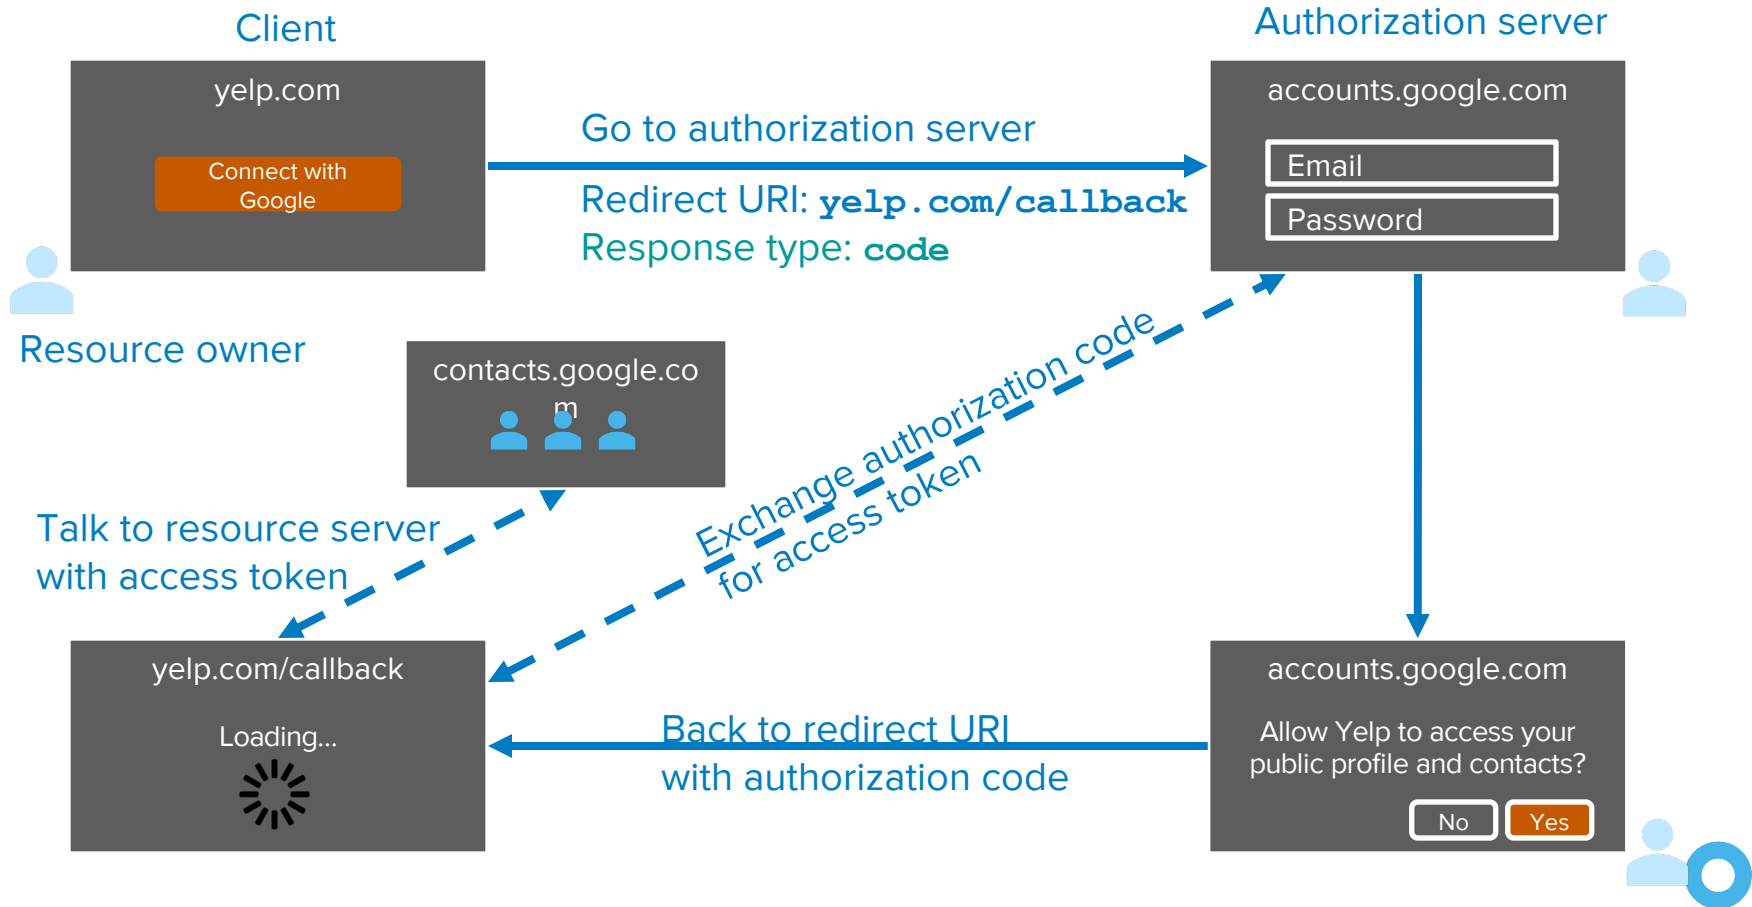 Client
Authorization server
yelp.com
Connect with
Google
Go to authorization server
Redirect URI: yelp.com/callback
Response type: code
accounts.google.com
Email
Password
Resource owner
contacts.google.co
m
Exchange authorization code
for access token
Talk to resource server
with access token
yelp.com/callback
Loading...
Back to redirect URI
with authorization code
accounts.google.com
Allow Yelp to access your
public profile and contacts?
No
Yes